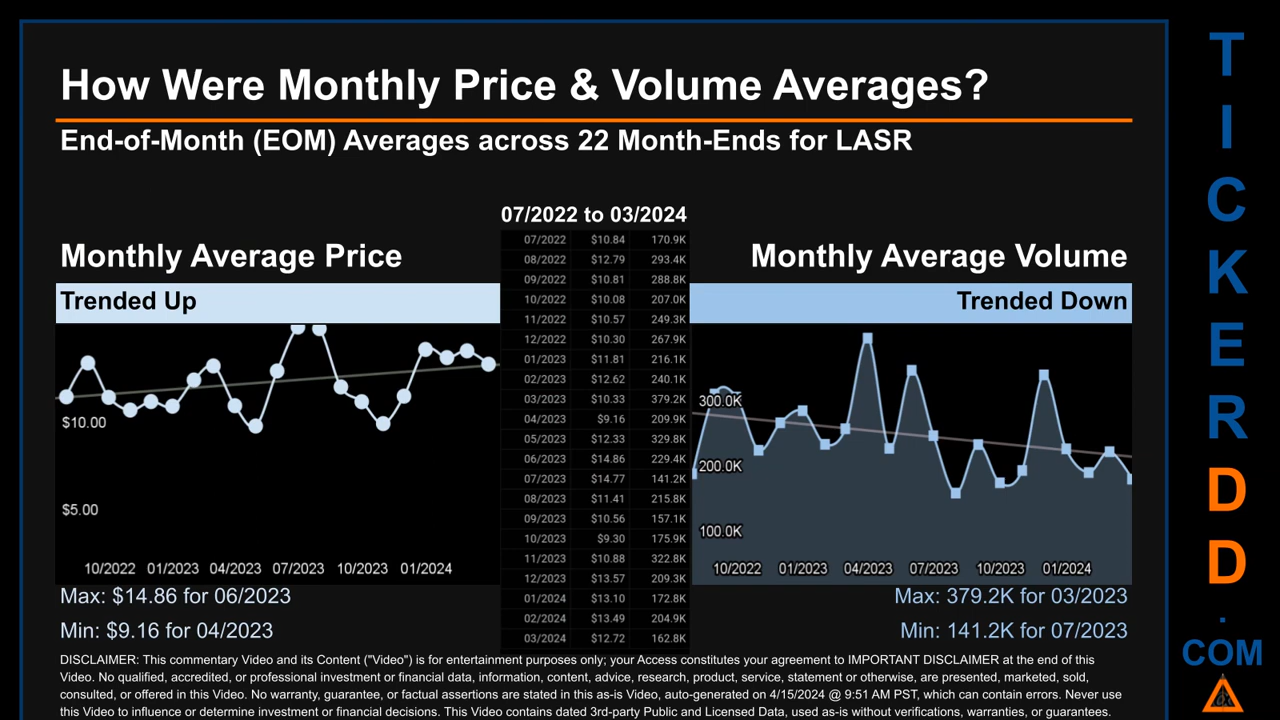 How Were Monthly Price & Volume Averages?
End-of-Month (EOM) Averages across 22 Month-Ends for LASR
07/2022 to 03/2024
Monthly Average Price
Trended Up
$10.00
$5.00
10/2022 01/2023 04/2023 07/2023 10/2023 01/2024
Max: $14.86 for 06/2023
Min: $9.16 for 04/2023
07/2022 $10.84 170.9K
08/2022 $12.79 293.4K
09/2022 $10.81 288.8K
10/2022 $10.08 207.0K
11/2022 $10.57 249.3K
12/2022 $10.30 267.9K
01/2023 $11.81 216.1K
02/2023 $12.62 240.1K
03/2023 $10.33 379.2K
04/2023 $9.16 209.9K
05/2023 $12.33 329.8K
06/2023 $14.86 229.4K
07/2023 $14.77 141.2K
08/2023 $11.41 215.8K
09/2023 $10.56 157.1K
10/2023 $9.30 175.9K
11/2023 $10.88 322.8K
12/2023 $13.57 209.3K
01/2024 $13.10 172.8K
02/2024 $13.49 204.9K
03/2024 $12.72 162.8K
Monthly Average Volume
Trended Down
300.0K
200.0K
100.0K
10/2022 01/2023 04/2023 07/2023 10/2023 01/2024
Max: 379.2K for 03/2023
Min: 141.2K for 07/2023
DISCLAIMER: This commentary Video and its Content ("Video") is for entertainment purposes only; your Access constitutes your agreement to IMPORTANT DISCLAIMER at the end of this
Video. No qualified, accredited, or professional investment or financial data, information, content, advice, research, product, service, statement or otherwise, are presented, marketed, sold,
consulted, or offered in this Video. No warranty, guarantee, or factual assertions are stated in this as-is Video, auto-generated on 4/15/2024 @ 9:51 AM PST, which can contain errors. Never use
this Video to influence or determine investment or financial decisions. This Video contains dated 3rd-party Public and Licensed Data, used as-is without verifications, warranties, or guarantees.
T
I
C
K
E
R
D
D
.
COM